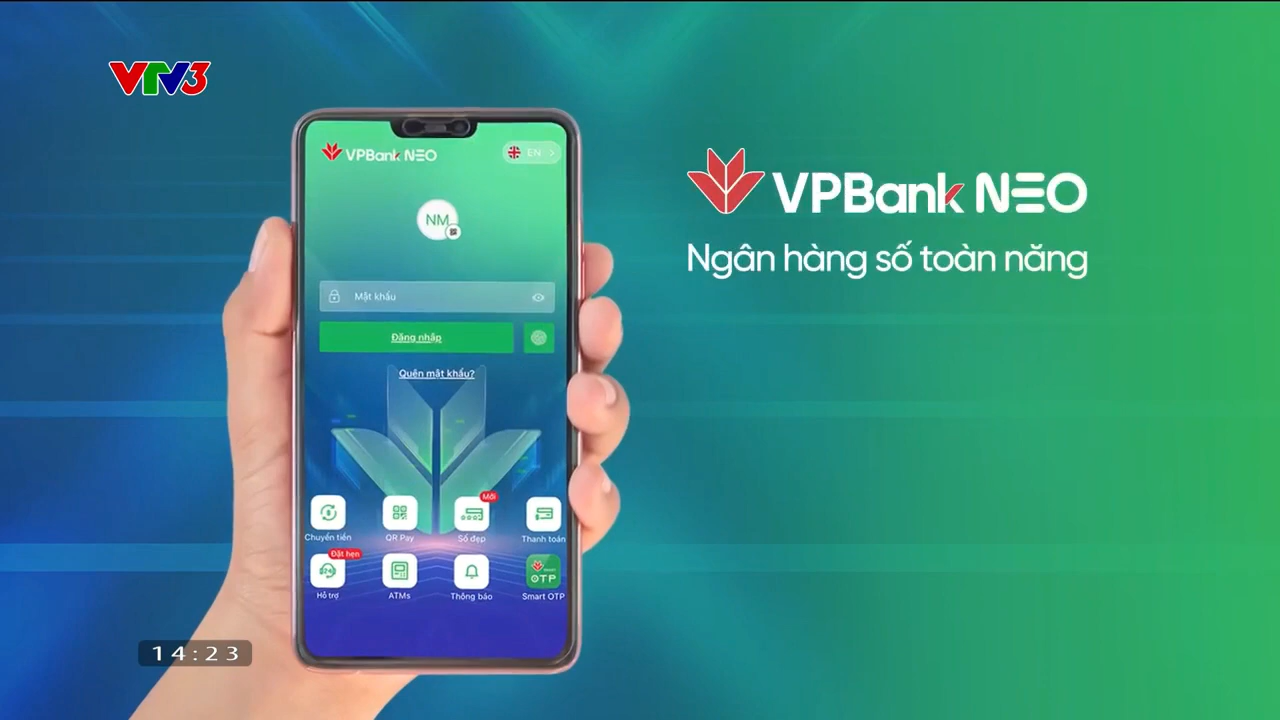 VTV3
VPBank NEO
EN
NM
Mật khẩu
Đăng nhập
Quên mật khẩu?
Mới
Chuyển tiền
QR Pay
Số đẹp
Thanh toán
Đặt hẹn
Hỗ trợ
ATMs
Thông báo
OTP
Smart OTP
VPBank NEO
Ngân hàng số toàn năng
14:23